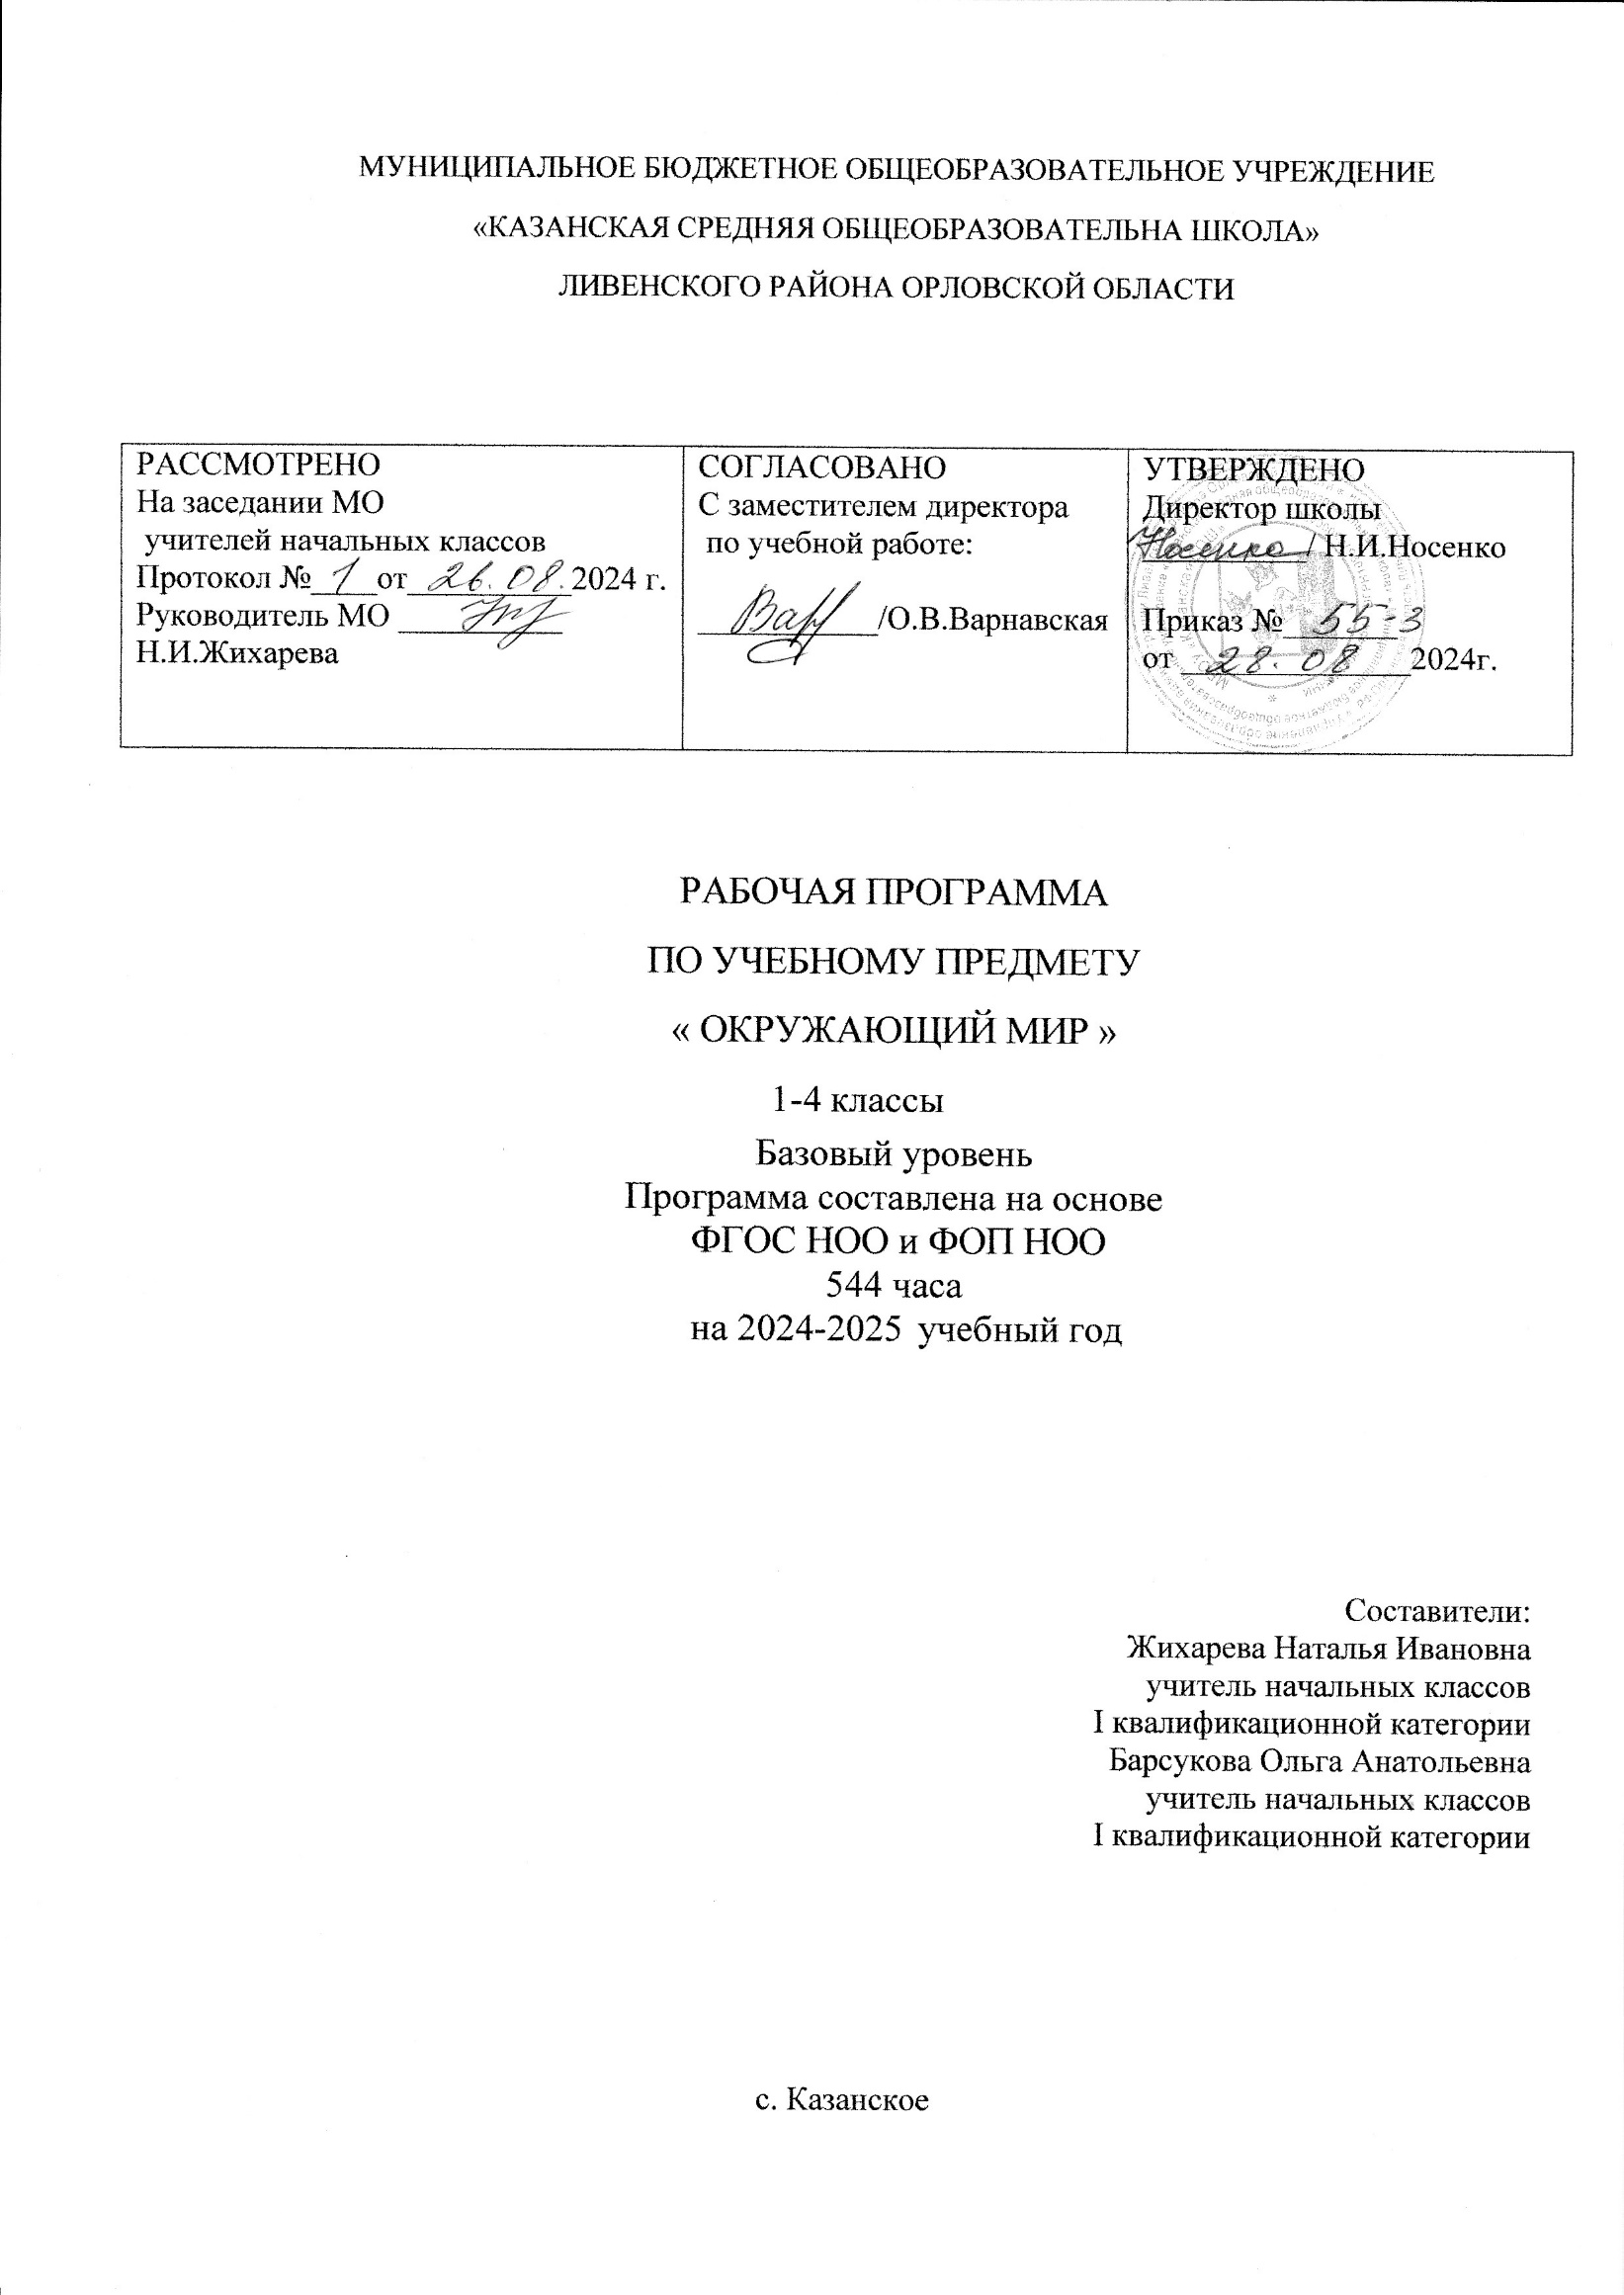 МУНИЦИПАЛЬНОЕ БЮДЖЕТНОЕ ОБЩЕОБРАЗОВАТЕЛЬНОЕ УЧРЕЖДЕНИЕ
«КАЗАНСКАЯ СРЕДНЯЯ ОБЩЕОБРАЗОВАТЕЛЬНА ШКОЛА»
ЛИВЕНСКОГО РАЙОНА ОРЛОВСКОЙ ОБЛАСТИ
РАССМОТРЕНО
На заседании МО
учителей начальных классов
Протокол № 1 от 26.08.2024 г.
Руководитель МО
Н.И.Жихарева
СОГЛАСОВАНО
С заместителем директора
по учебной работе:
Вар /О.В.Варнавская
УТВЕРЖДЕНО
Директор школы
Носенко / Н.И.Носенко
Приказ № 55-3
от 28.08 2024г.
РАБОЧАЯ ПРОГРАММА
ПО УЧЕБНОМУ ПРЕДМЕТУ
« ОКРУЖАЮЩИЙ МИР »
1-4 классы
Базовый уровень
Программа составлена на основе
ФГОС НОО и ФОП НОО
544 часа
на 2024-2025 учебный год
Составители:
Жихарева Наталья Ивановна
учитель начальных классов
I квалификационной категории
Барсукова Ольга Анатольевна
учитель начальных классов
I квалификационной категории
с. Казанское